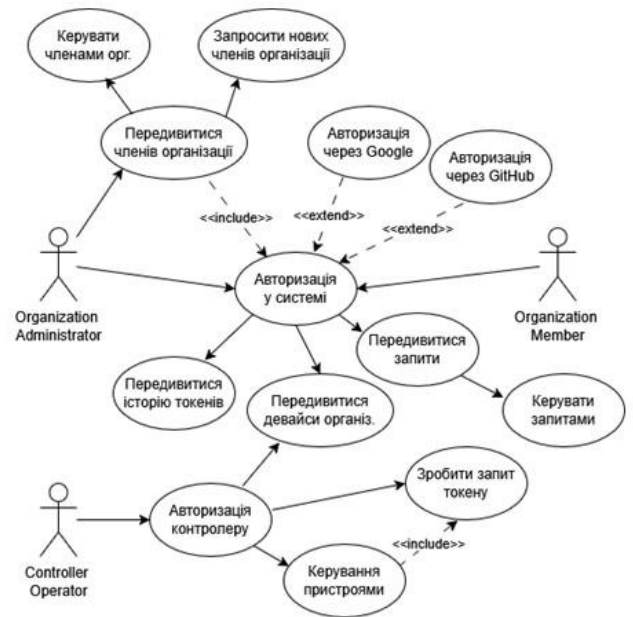 Керувати
членами орг.
Запросити нових
членів організації
Передивитися
членів організації
Авторизація
через Google
Авторизація
через GitHub
<<include>>
<<extend>>
<<extend>>
Organization
Administrator
Авторизація
у системі
Organization
Member
Передивитися
запити
Передивитися
історію токенів
Передивитися
девайси організ.
Керувати
запитами
Авторизація
контролеру
Зробити запит
токену
<<include>>
Керування
пристроями
Controller
Operator